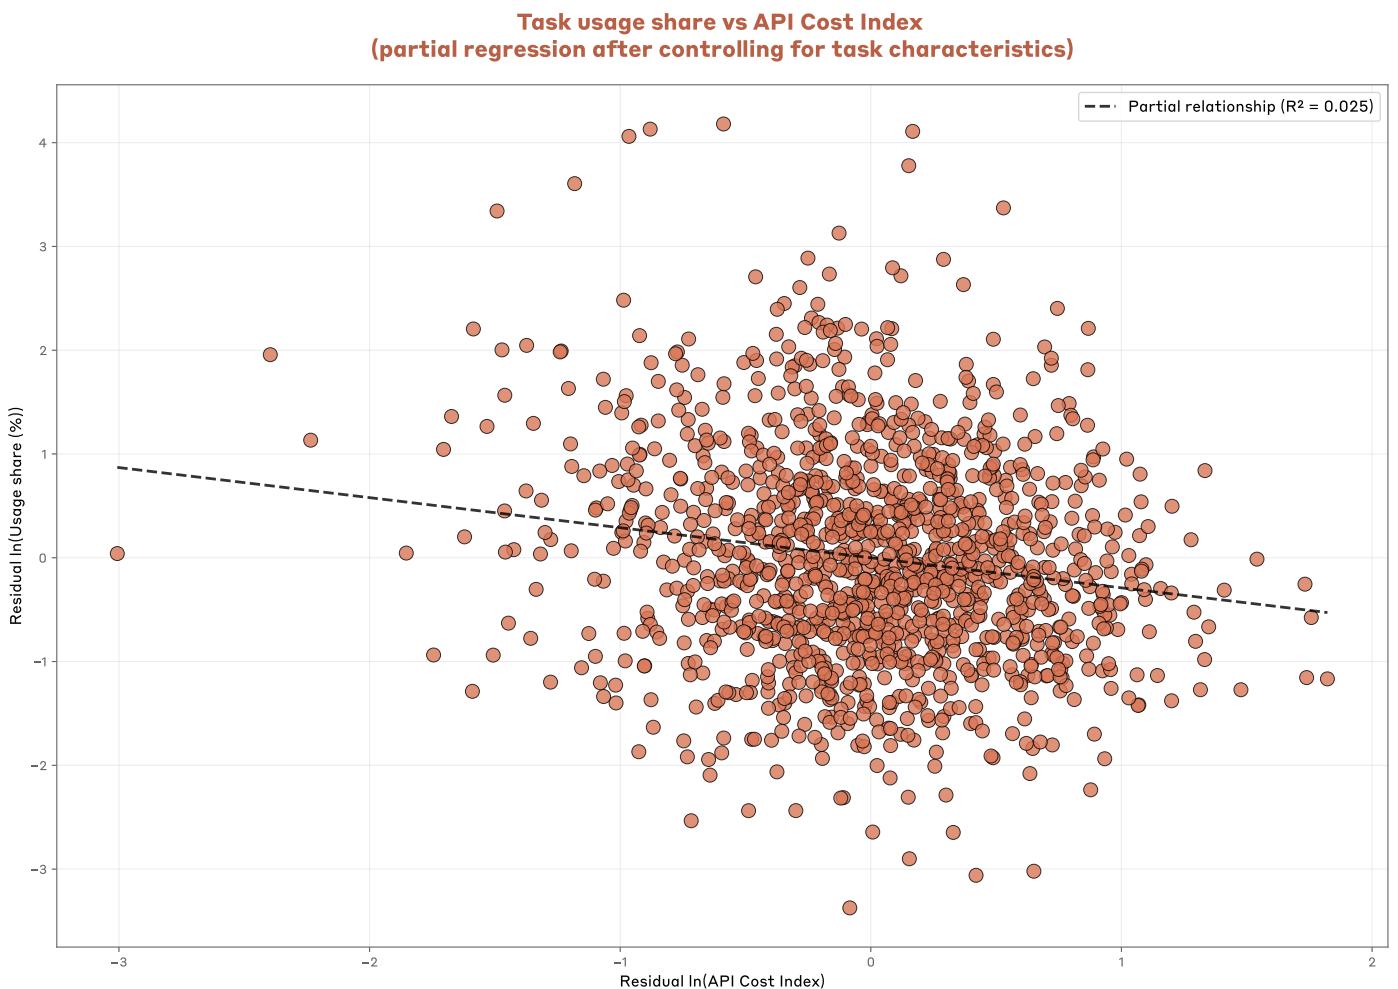 Task usage share vs API Cost Index
(partial regression after controlling for task characteristics)
Partial relationship (R² = 0.025)
Residual ln(Usage share (%))
4
3
2
1
0
−1
−2
−3
−3
−2
−1
0
1
2
Residual ln(API Cost Index)